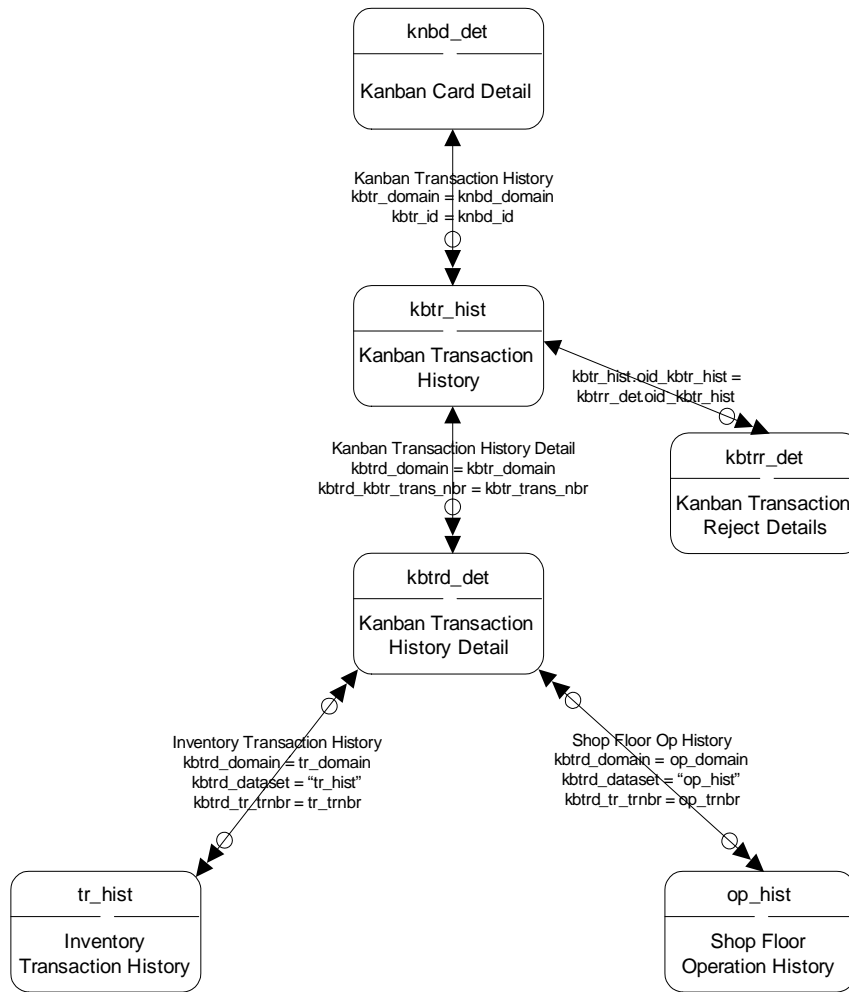 knbd_det
Kanban Card Detail
Kanban Transaction History
kbtr_domain = knbd_domain
kbtr_id = knbd_id
kbtr_hist
Kanban Transaction
History
kbtr_hist.oid_kbtr_hist =
kbtrr_det.oid_kbtr_hist
Kanban Transaction History Detail
kbtrd_domain = kbtr_domain
kbtrd_kbtr_trans_nbr = kbtr_trans_nbr
kbtrr_det
Kanban Transaction
Reject Details
kbtrd_det
Kanban Transaction
History Detail
Inventory Transaction History
kbtrd_domain = tr_domain
kbtrd_dataset = “tr_hist”
kbtrd_tr_trnbr = tr_trnbr
Shop Floor Op History
kbtrd_domain = op_domain
kbtrd_dataset = “op_hist”
kbtrd_tr_trnbr = op_trnbr
tr_hist
Inventory
Transaction History
op_hist
Shop Floor
Operation History